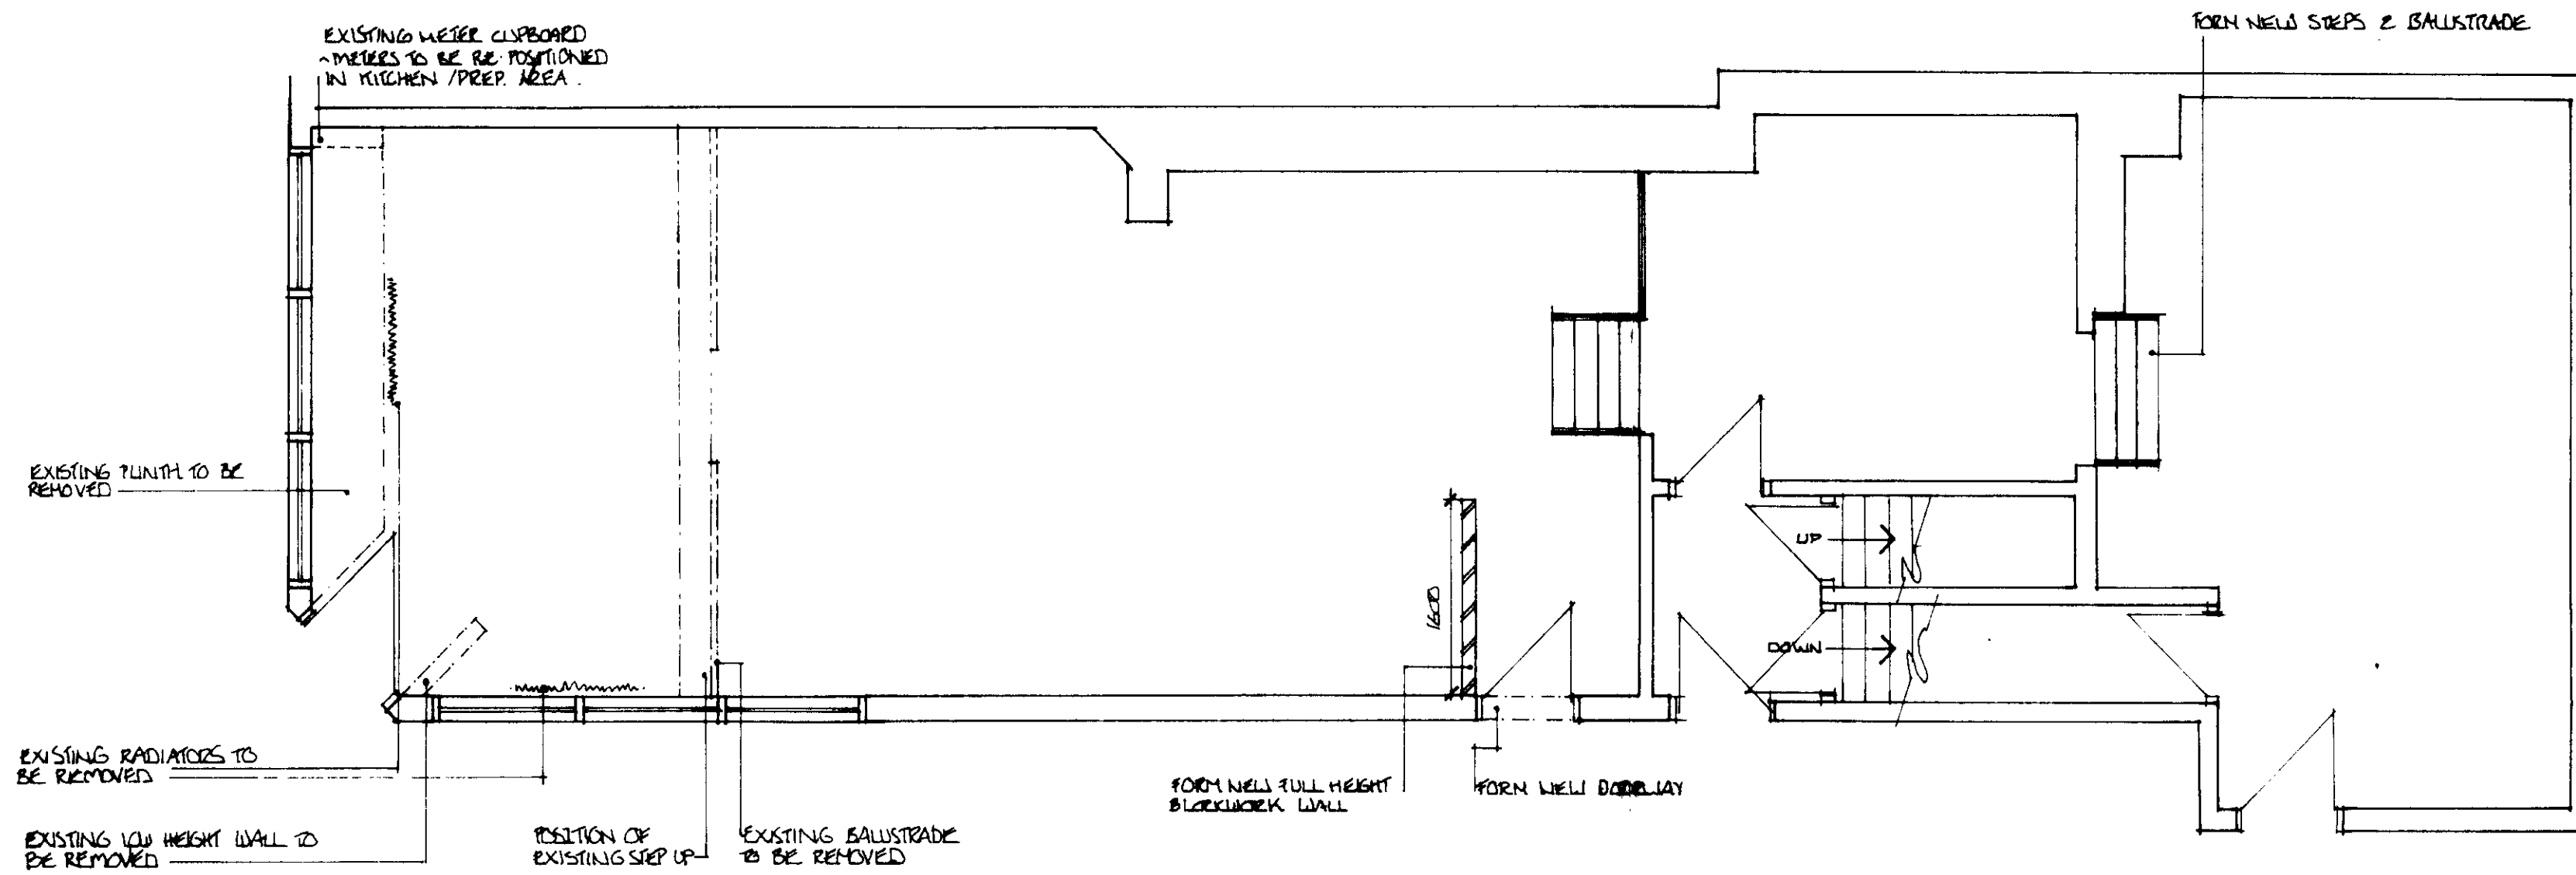 EXISTING METER CUPBOARD
~ METERS TO BE RE-POSITIONED
IN KITCHEN / PREP. AREA.
FORM NEW STEPS & BALUSTRADE
EXISTING PLINTH TO BE
REMOVED
UP
1600
DOWN
EXISTING RADIATORS TO
BE REMOVED
FORM NEW FULL HEIGHT
BLOCKWORK WALL
FORM NEW DOORWAY
EXISTING LOW HEIGHT WALL TO
BE REMOVED
POSITION OF
EXISTING STEP UP
EXISTING BALUSTRADE
TO BE REMOVED